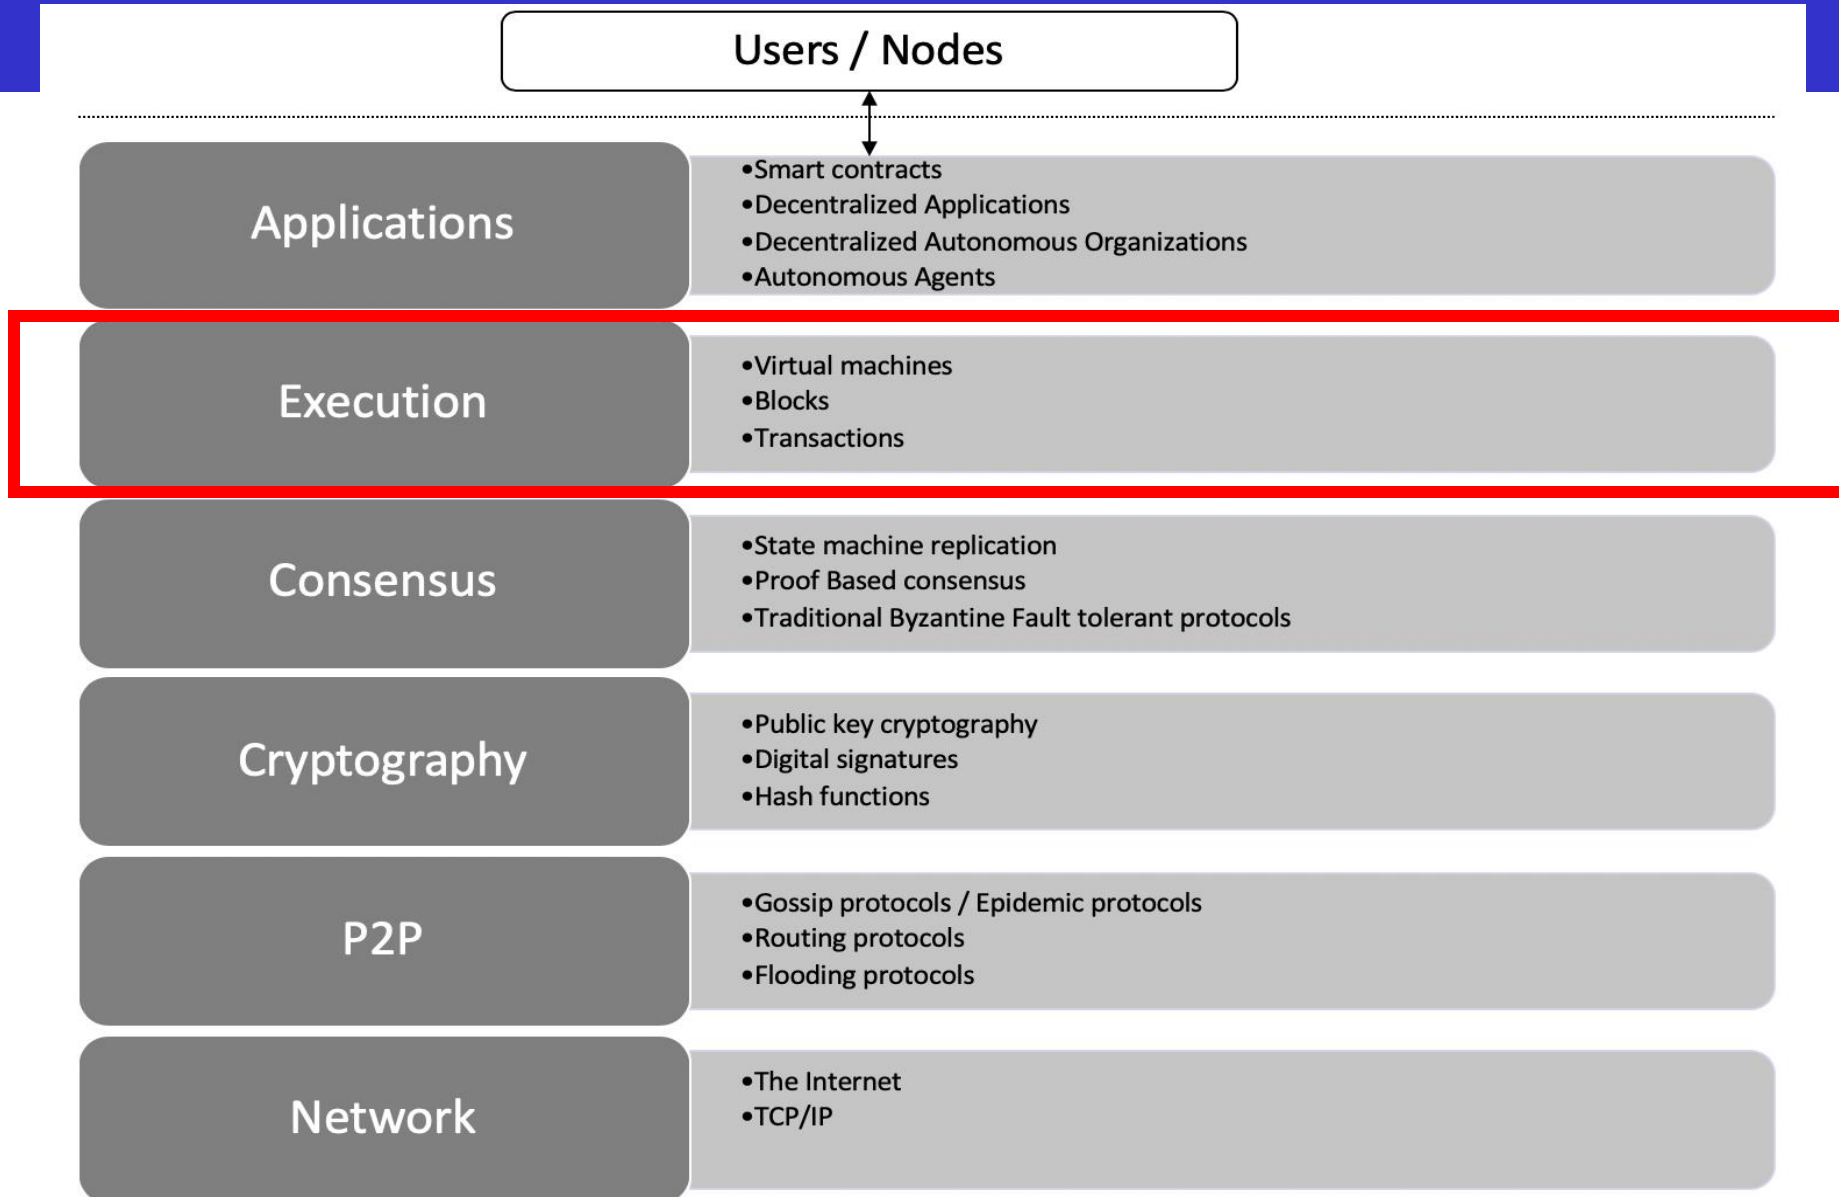 Users / Nodes
Applications
•Smart contracts
•Decentralized Applications
•Decentralized Autonomous Organizations
•Autonomous Agents
Execution
•Virtual machines
•Blocks
•Transactions
Consensus
•State machine replication
•Proof Based consensus
•Traditional Byzantine Fault tolerant protocols
Cryptography
•Public key cryptography
•Digital signatures
•Hash functions
P2P
•Gossip protocols / Epidemic protocols
•Routing protocols
•Flooding protocols
Network
•The Internet
•TCP/IP